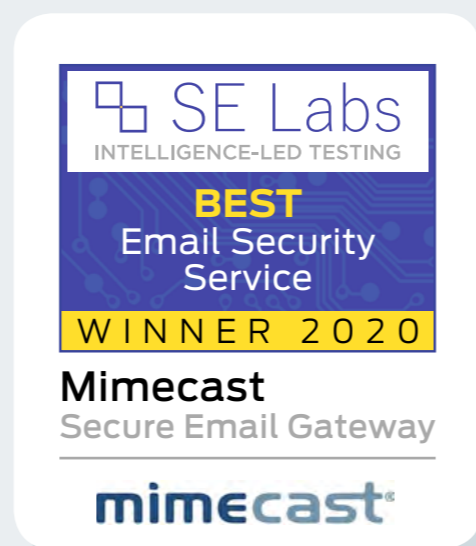 SE Labs
INTELLIGENCE-LED TESTING
BEST
Email Security
Service
WINNER 2020
Mimecast
Secure Email Gateway
mimecast®